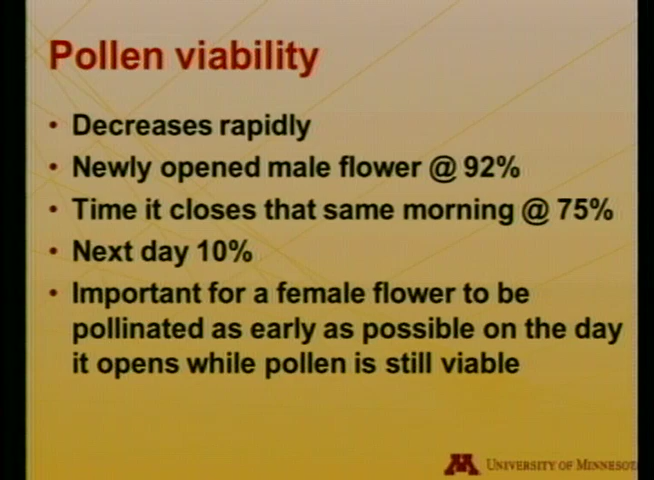 Pollen viability
• Decreases rapidly
• Newly opened male flower @ 92%
• Time it closes that same morning @ 75%
• Next day 10%
• Important for a female flower to be
pollinated as early as possible on the day
it opens while pollen is still viable
UNIVERSITY OF MINNESOT